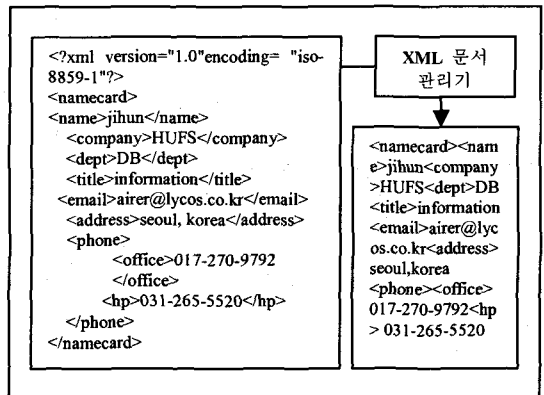 <?xml version="1.0"encoding= "iso-
8859-1"?>
<namecard>
<name>jihun</name>
<company>HUFS</company>
<dept>DB</dept>
<title>information</title>
<email>airer@lycos.co.kr</email>
<address>seoul, korea</address>
<phone>
<office>017-270-9792
</office>
<hp>031-265-5520</hp>
</phone>
</namecard>
XML 문서
관리기
<namecard><nam
e>jihun<company
>HUFS<dept>DB
<title>information
<email>airer@lyc
os.co.kr<address>
seoul,korea
<phone><office>
017-270-9792<hp
> 031-265-5520